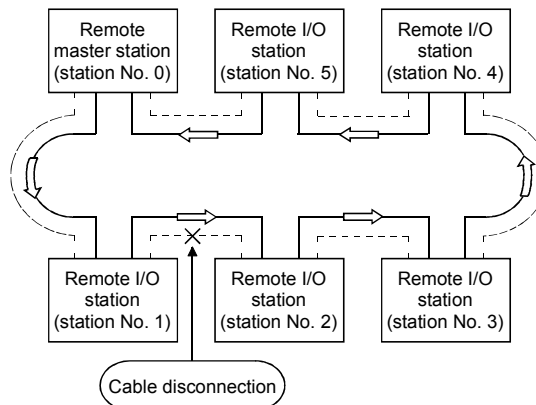 Remote
master station
(station No. 0)
Remote I/O
station
(station No. 5)
Remote I/O
station
(station No. 4)
Remote I/O
station
(station No. 1)
Remote I/O
station
(station No. 2)
Remote I/O
station
(station No. 3)
Cable disconnection